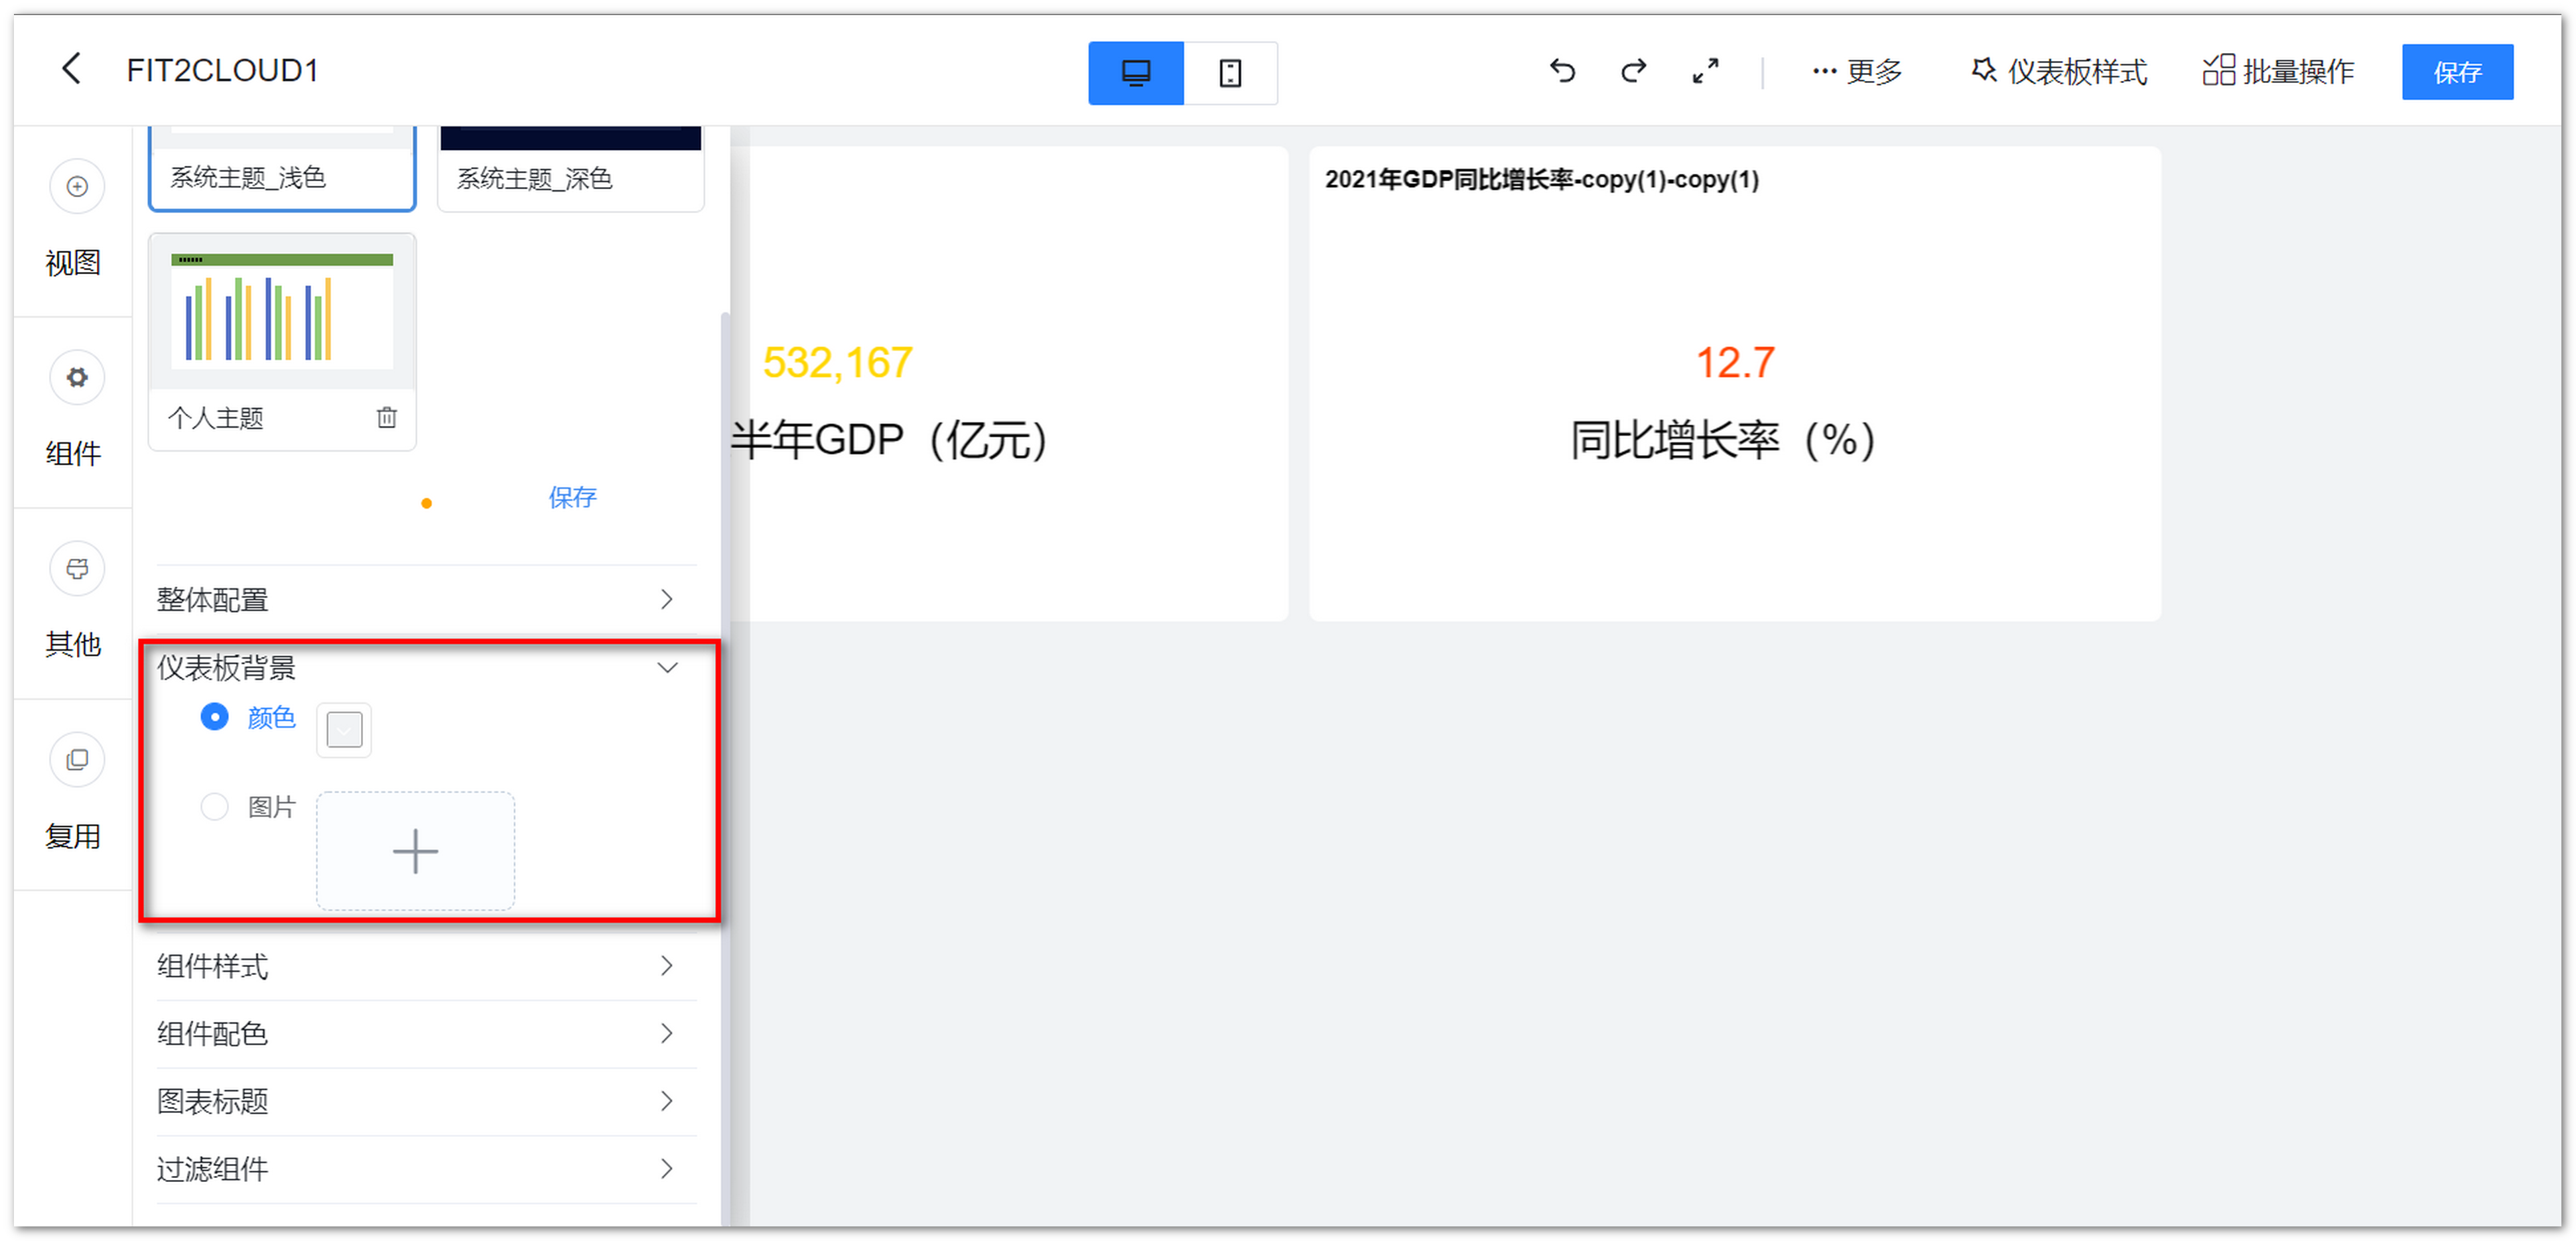 FIT2CLOUD1
更多
仪表板样式
批量操作
保存
视图
组件
其他
复用
系统主题_浅色
系统主题_深色
个人主题
保存
整体配置
仪表板背景
颜色
图片
组件样式
组件配色
图表标题
过滤组件
532,167
半年GDP（亿元）
2021年GDP同比增长率-copy(1)-copy(1)
12.7
同比增长率（%）